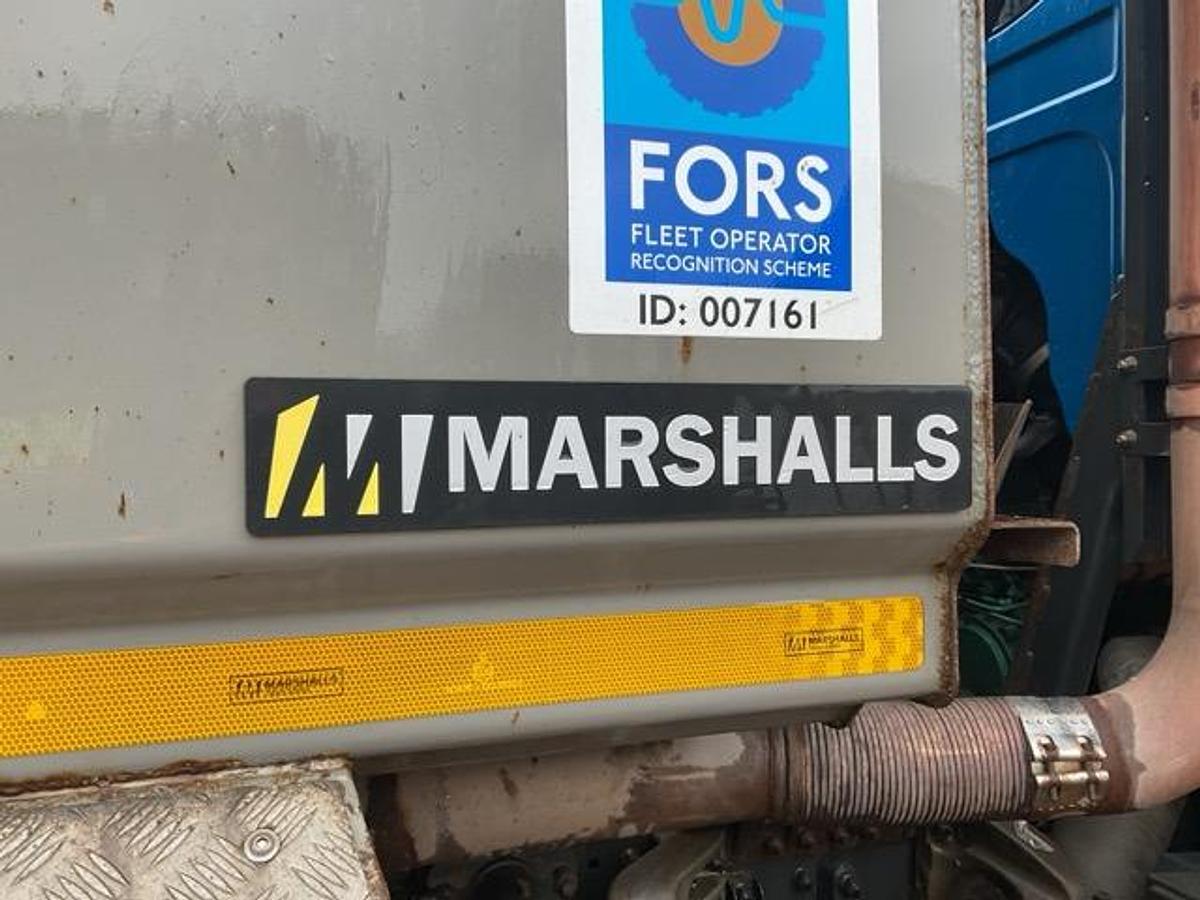 FORS
FLEET OPERATOR
RECOGNITION SCHEME
ID: 007161
MARSHALLS
MARSHALLS
MARSHALLS